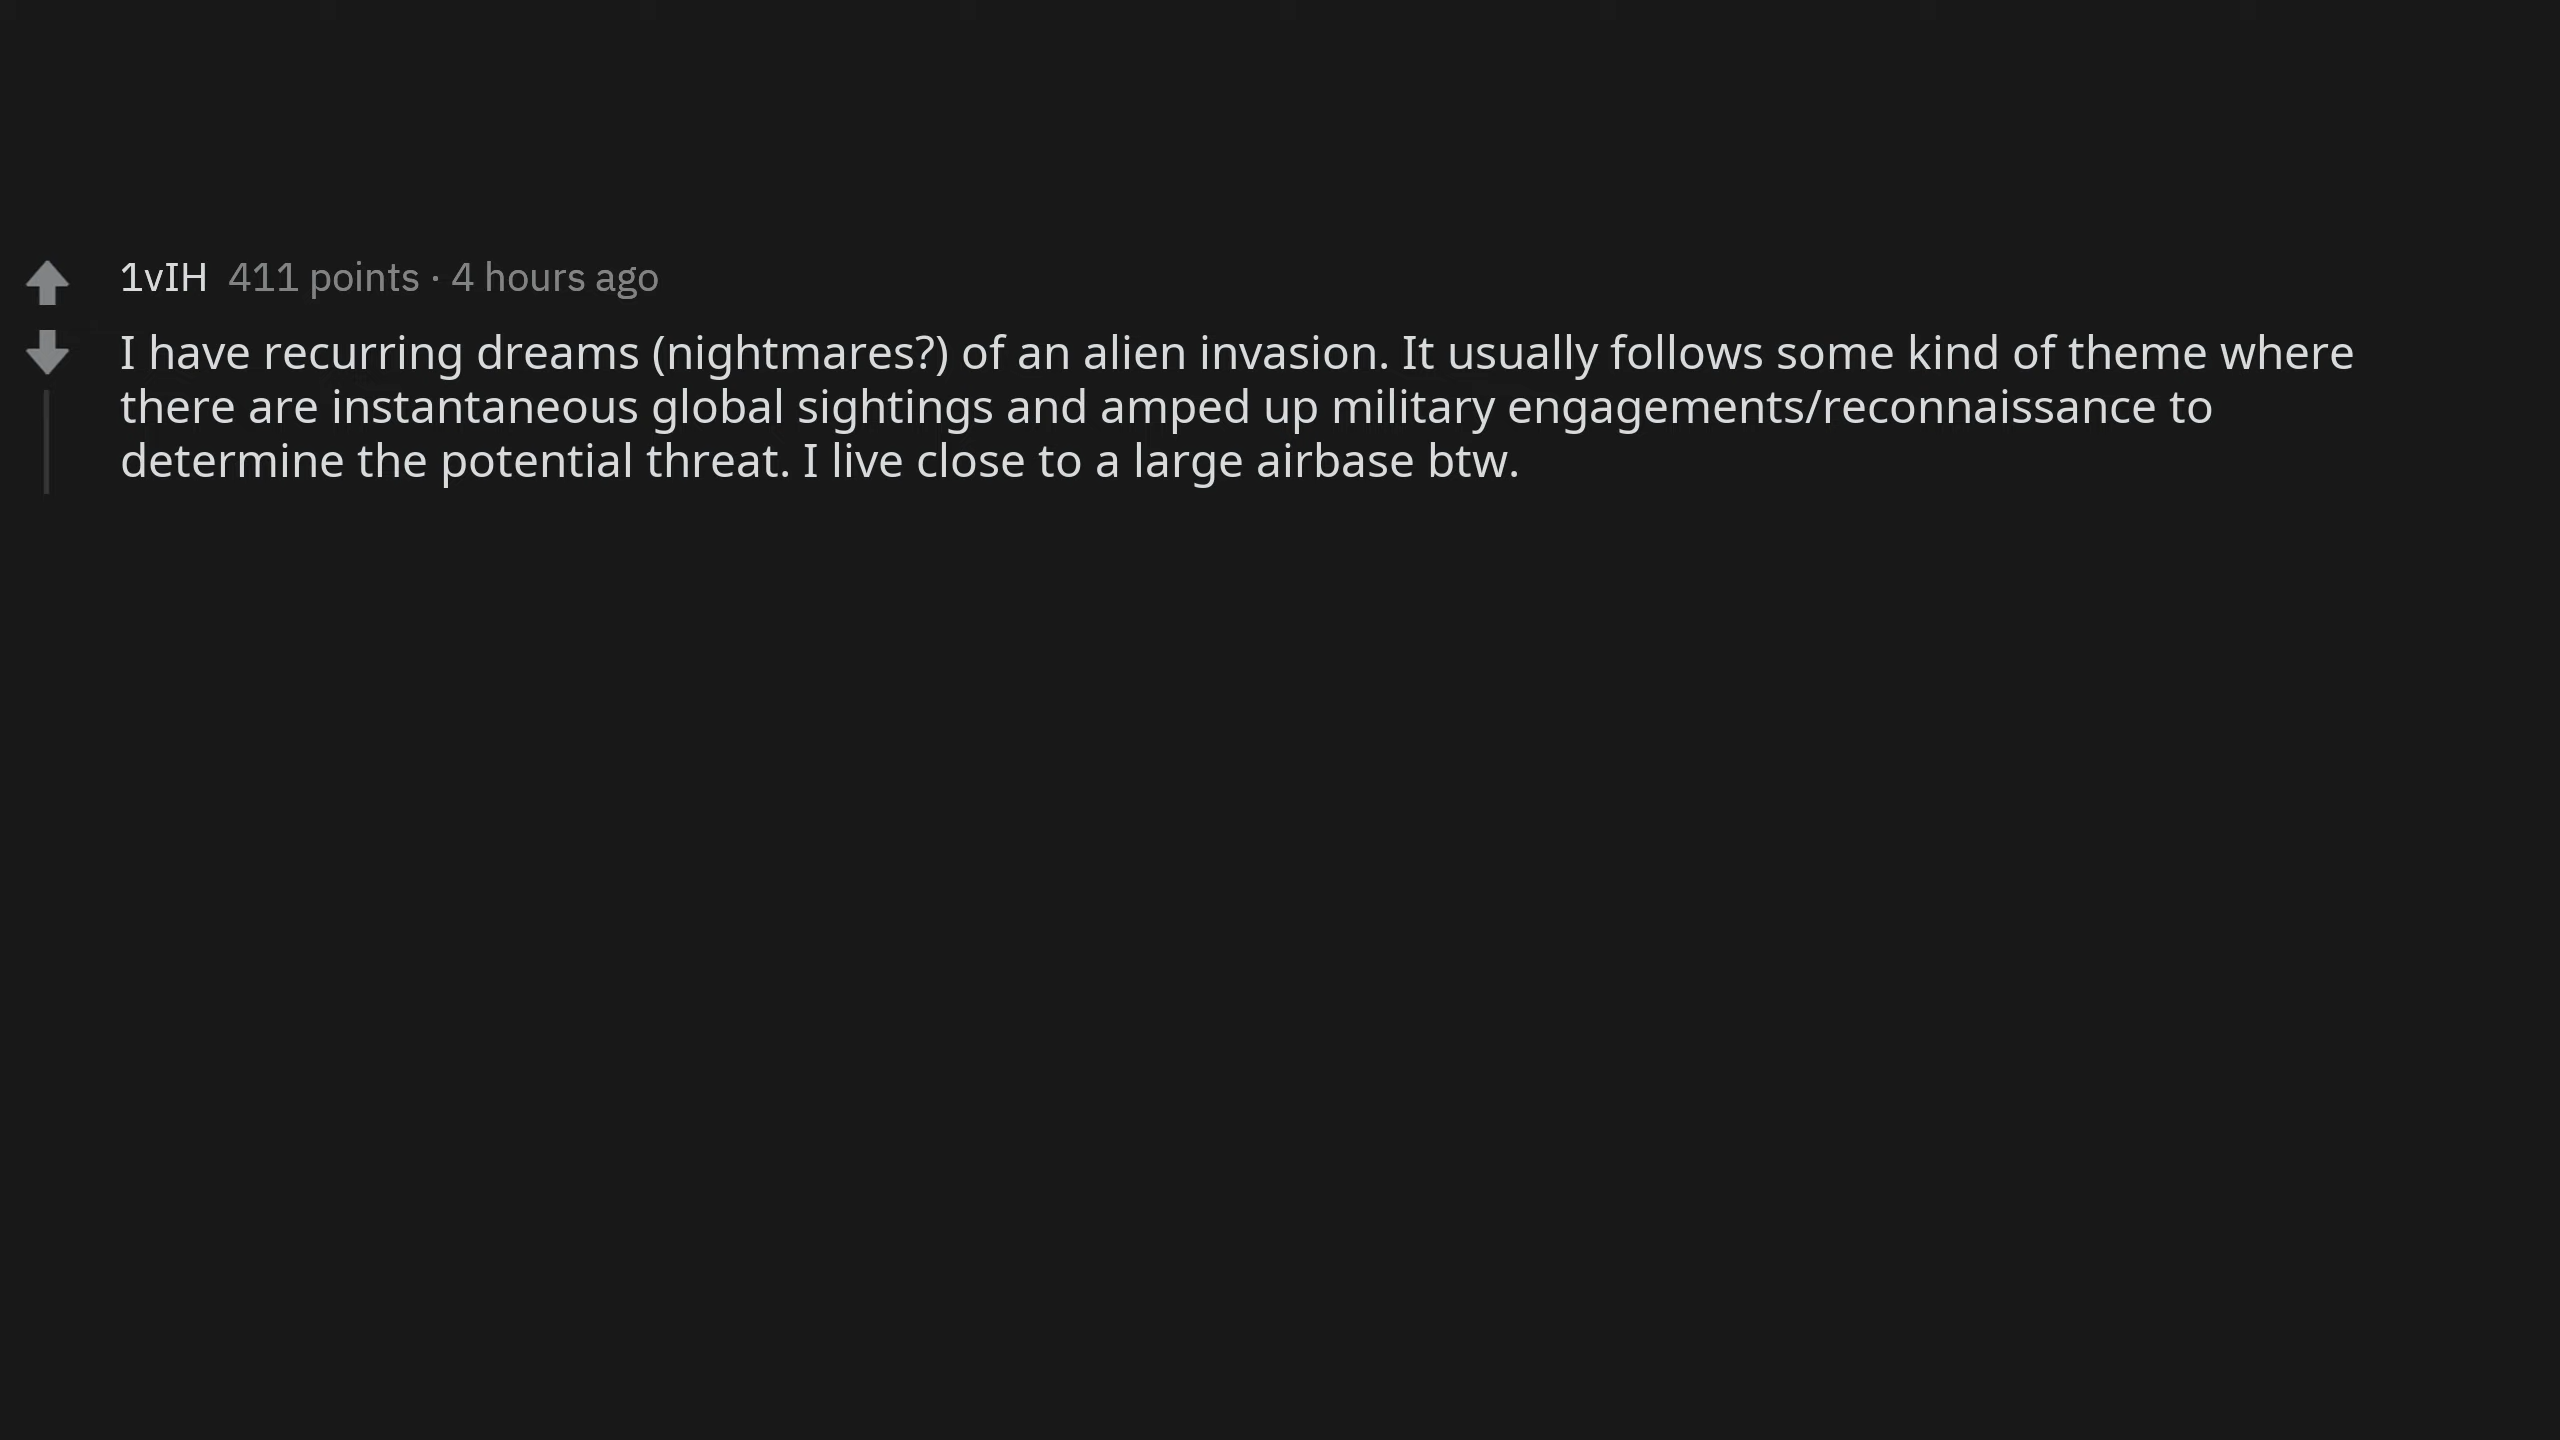 1vIH 411 points · 4 hours ago
I have recurring dreams (nightmares?) of an alien invasion. It usually follows some kind of theme where
there are instantaneous global sightings and amped up military engagements/reconnaissance to
determine the potential threat. I live close to a large airbase btw.